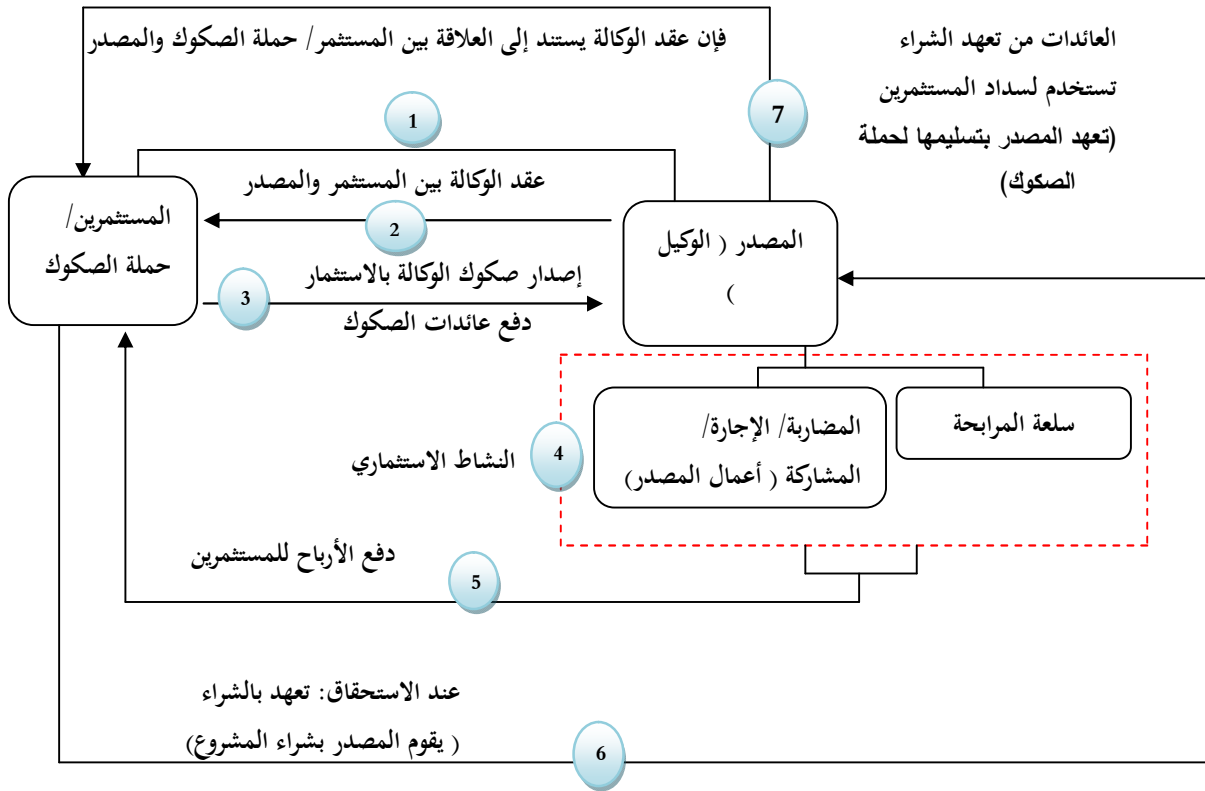 فإن عقد الوكالة يستند إلى العلاقة بين المستثمر/ حملة الصكوك والمصدر
العائدات من تعهد الشراء
تستخدم لسداد المستثمرين
(تعهد المصدر بتسليمها لحملة
الصكوك)
7
1
عقد الوكالة بين المستثمر والمصدر
2
المستثمرين/
حملة الصكوك
المصدر ( الوكيل
)
إصدار صكوك الوكالة بالاستثمار
3
دفع عائدات الصكوك
سلعة المرابحة
المضاربة/ الإجارة/
المشاركة ( أعمال المصدر)
4
النشاط الاستثماري
دفع الأرباح للمستثمرين
5
عند الاستحقاق: تعهد بالشراء
( يقوم المصدر بشراء المشروع)
6